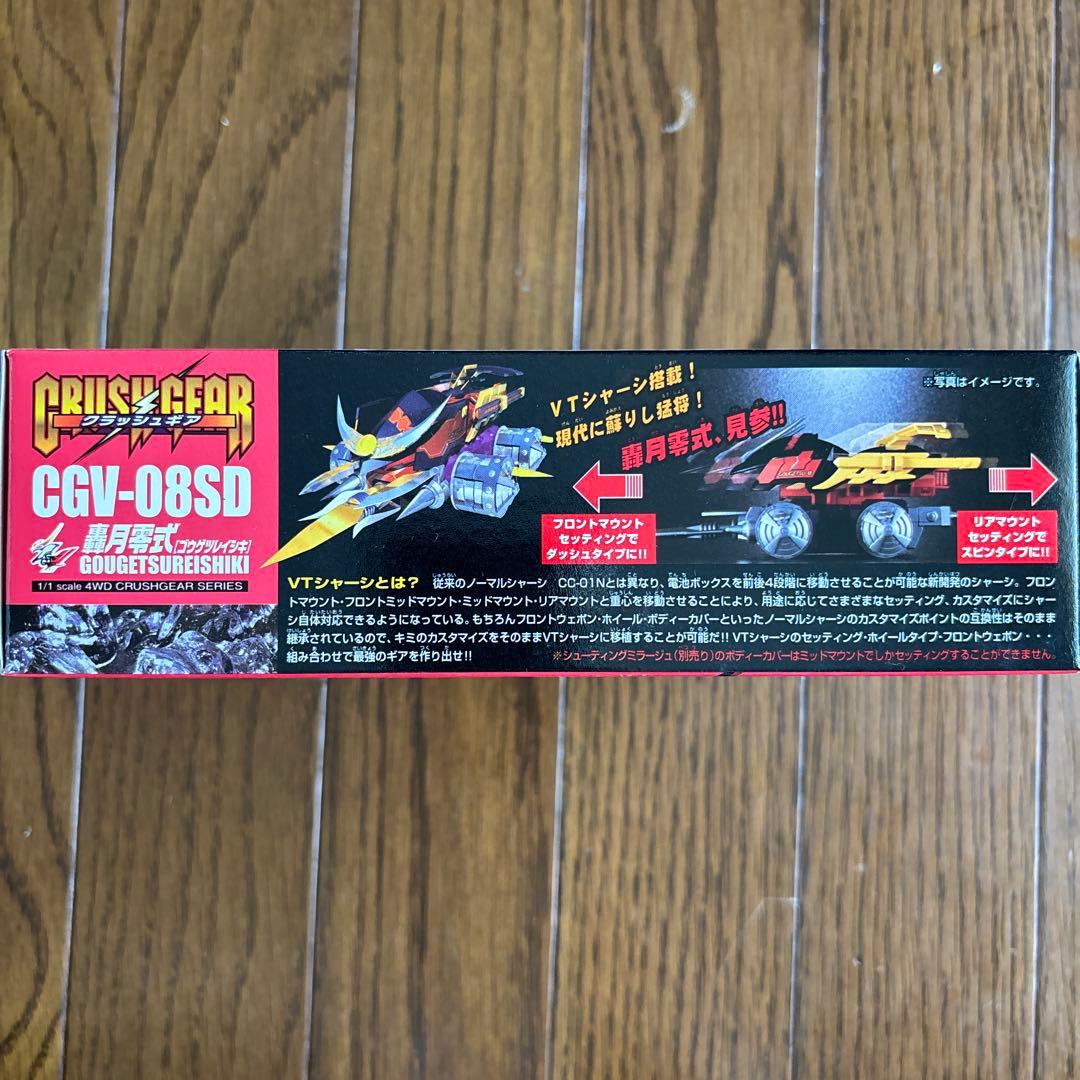 CRUSH GEAR
クラッシュギア
CGV-08SD
轟月零式[ゴウゲツレイシキ]
GOUGETSUREISHIKI
1/1 scale 4WD CRUSHGEAR SERIES
VTシャーシ搭載!
現代に蘇りし猛将!
轟月零式、見参!!
※写真はイメージです。
フロントマウント
セッティングで
ダッシュタイプに!!
リアマウント
セッティングで
スピンタイプに!!
VTシャーシとは? 従来のノーマルシャーシ CC-01Nとは異なり、電池ボックスを前後4段階に移動させることが可能な新開発のシャーシ。フロン
トマウント・フロントミッドマウント・ミッドマウント・リアマウントと重心を移動させることにより、用途に応じてさまざまなセッティング、カスタマイズにシャー
シ自体対応できるようになっている。もちろんフロントウェポン・ホイール・ボディーカバーといったノーマルシャーシのカスタマイズポイントの互換性はそのまま
継承されているので、キミのカスタマイズをそのままVTシャーシに移植することが可能だ!! VTシャーシのセッティング・ホイールタイプ・フロントウェポン・・・
組み合わせで最強のギアを作り出せ!!
※シューティングミラージュ(別売り)のボディーカバーはミッドマウントでしかセッティングすることができません。